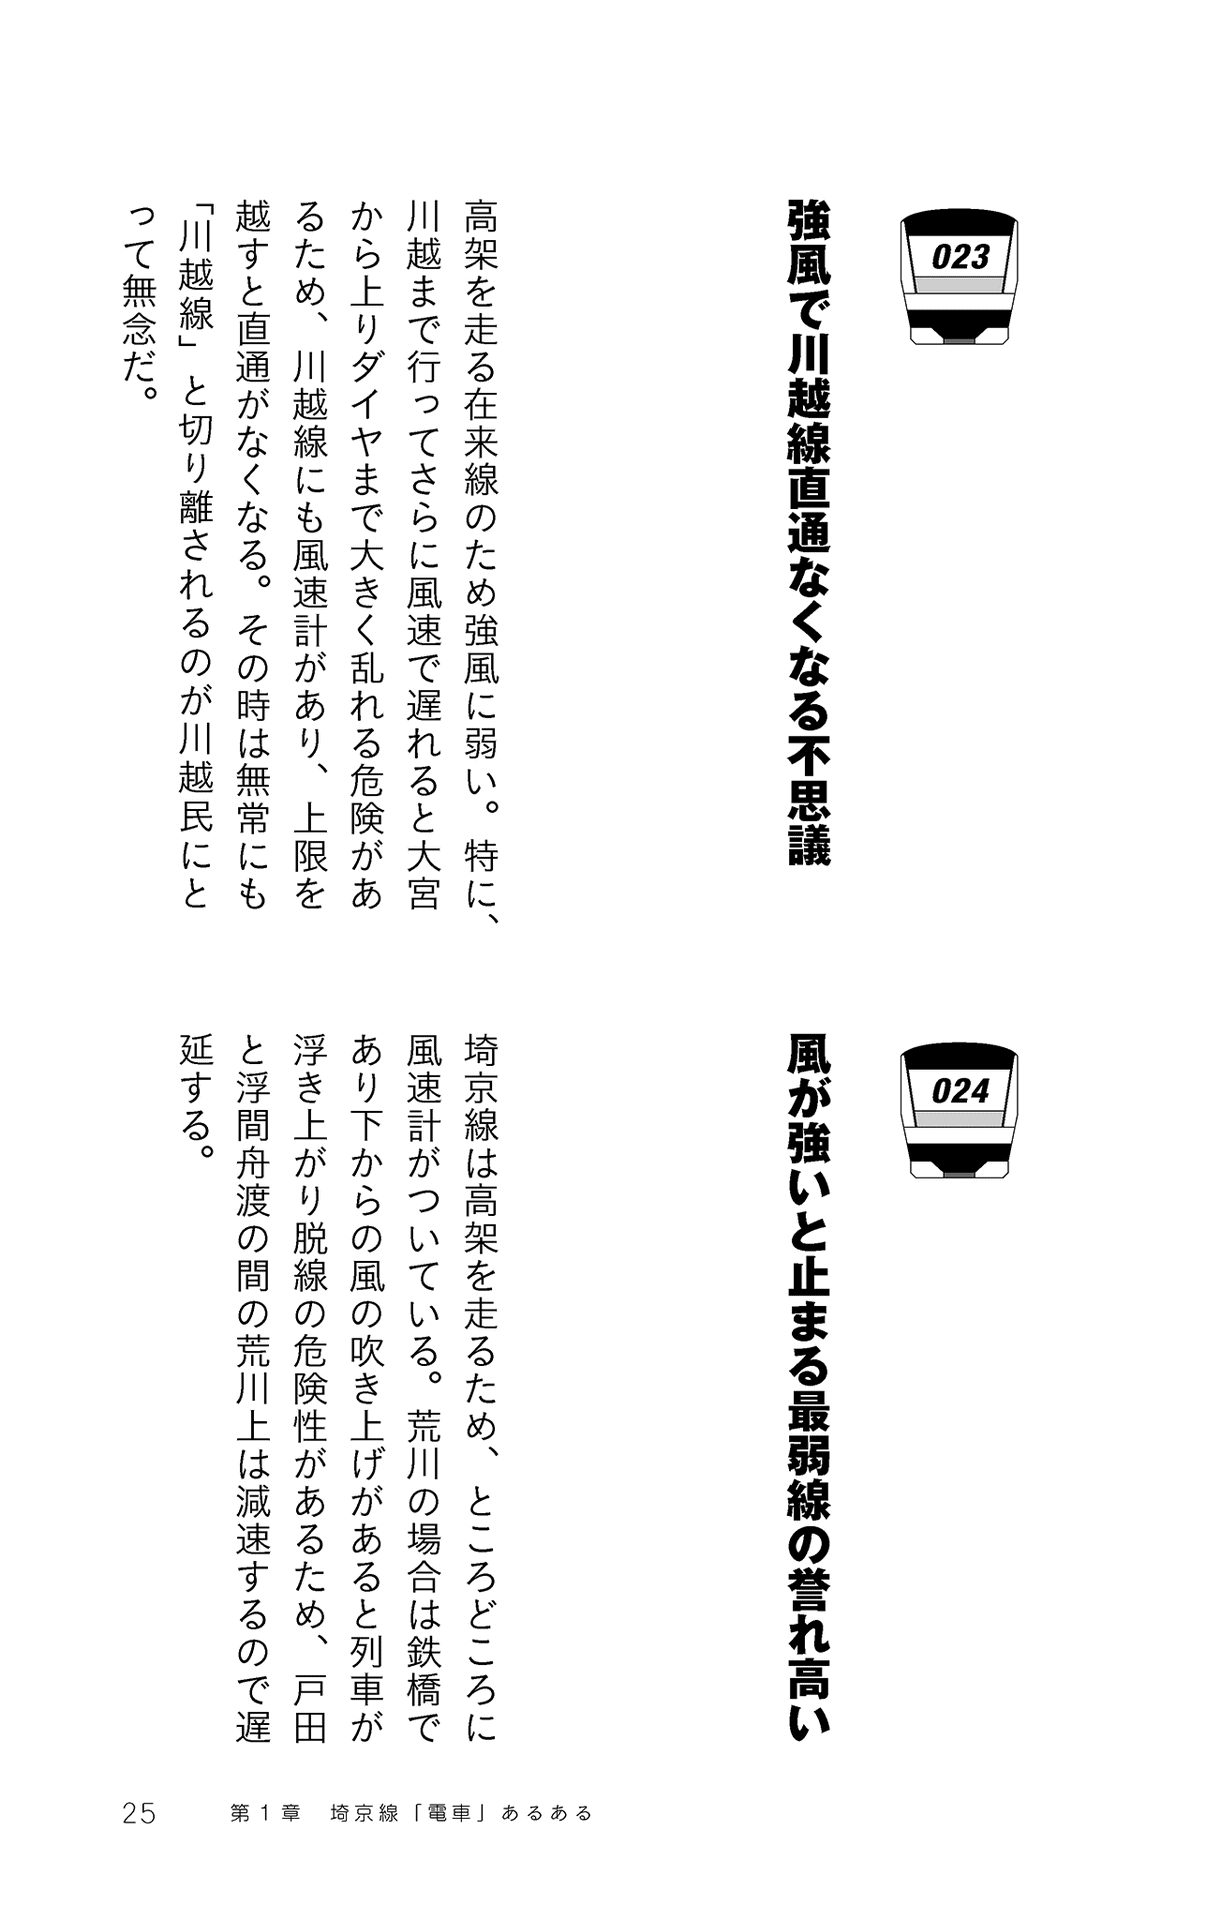 023
強風で川越線直通なくなる不思議
高架を走る在来線のため強風に弱い。特に、
川越まで行ってさらに風速で遅れると大宮
から上りダイヤまで大きく乱れる危険があ
るため、川越線にも風速計があり、上限を
越すと直通がなくなる。その時は無常にも
「川越線」と切り離されるのが川越民にと
って無念だ。
024
風が強いと止まる最弱線の誉れ高い
埼京線は高架を走るため、ところどころに
風速計がついている。荒川の場合は鉄橋で
あり下からの風の吹き上げがあると列車が
浮き上がり脱線の危険性があるため、戸田
と浮間舟渡の間の荒川上は減速するので遅
延する。
25 第1章 埼京線「電車」あるある